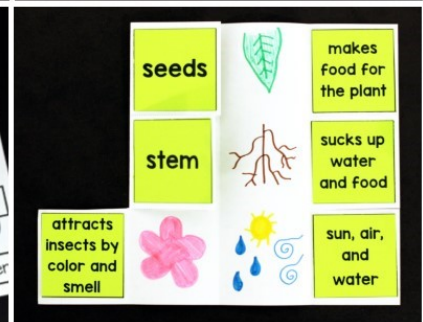 seeds
makes
food for
the plant
stem
sucks up
water
and food
attracts
insects by
color and
smell
sun, air,
and
water